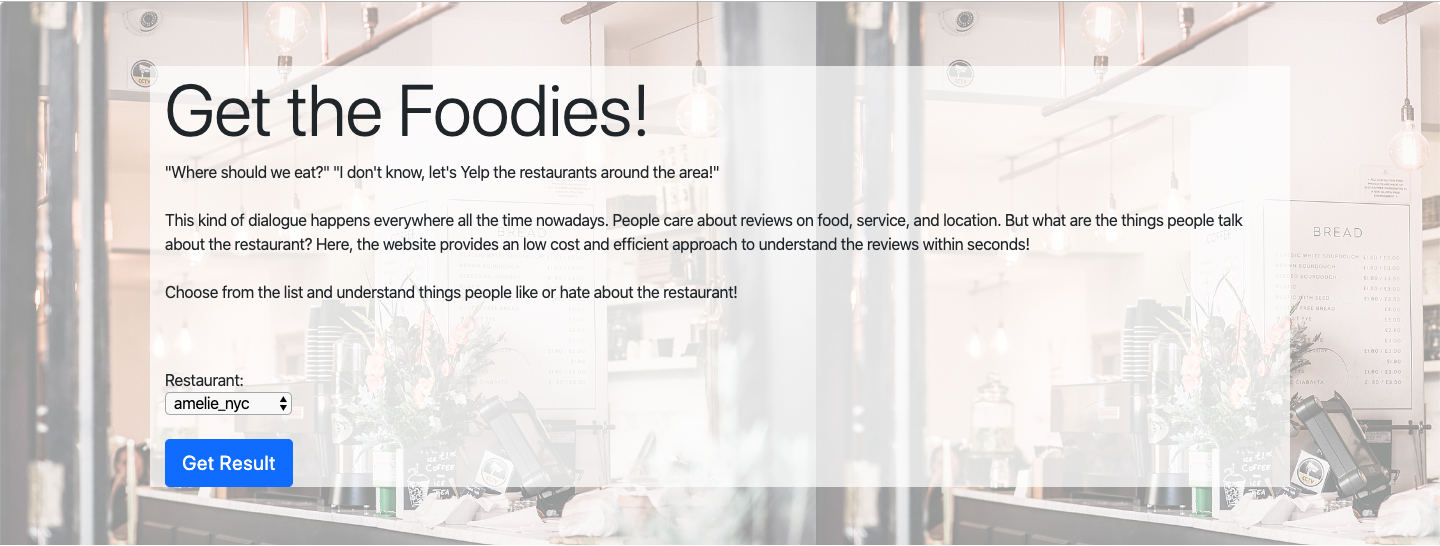 Get the Foodies!
"Where should we eat?" "I don't know, let's Yelp the restaurants around the area!"
This kind of dialogue happens everywhere all the time nowadays. People care about reviews on food, service, and location. But what are the things people talk
about the restaurant? Here, the website provides an low cost and efficient approach to understand the reviews within seconds!
Choose from the list and understand things people like or hate about the restaurant!
Restaurant:
amelie_nyc
Get Result
BREAD
CCTV
COFFEE
CCTV